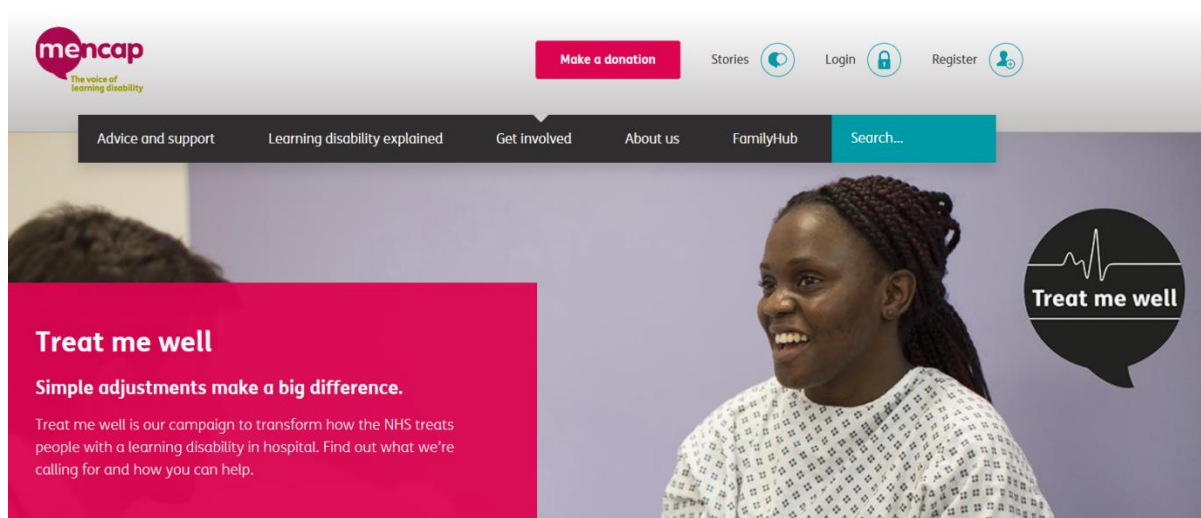 mencap
The voice of
learning disability
Make a donation
Stories
Login
Register
Advice and support
Learning disability explained
Get involved
About us
FamilyHub
Search...
Treat me well
Treat me well
Simple adjustments make a big difference.
Treat me well is our campaign to transform how the NHS treats
people with a learning disability in hospital. Find out what we're
calling for and how you can help.